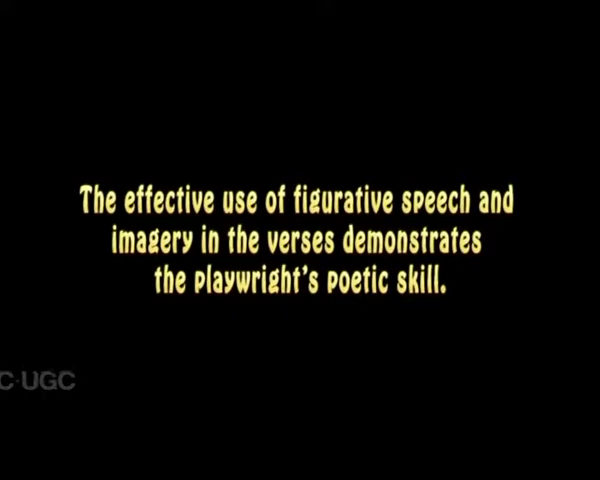 The effective use of figurative speech and
imagery in the verses demonstrates
the playwright's poetic skill.
C-UGC